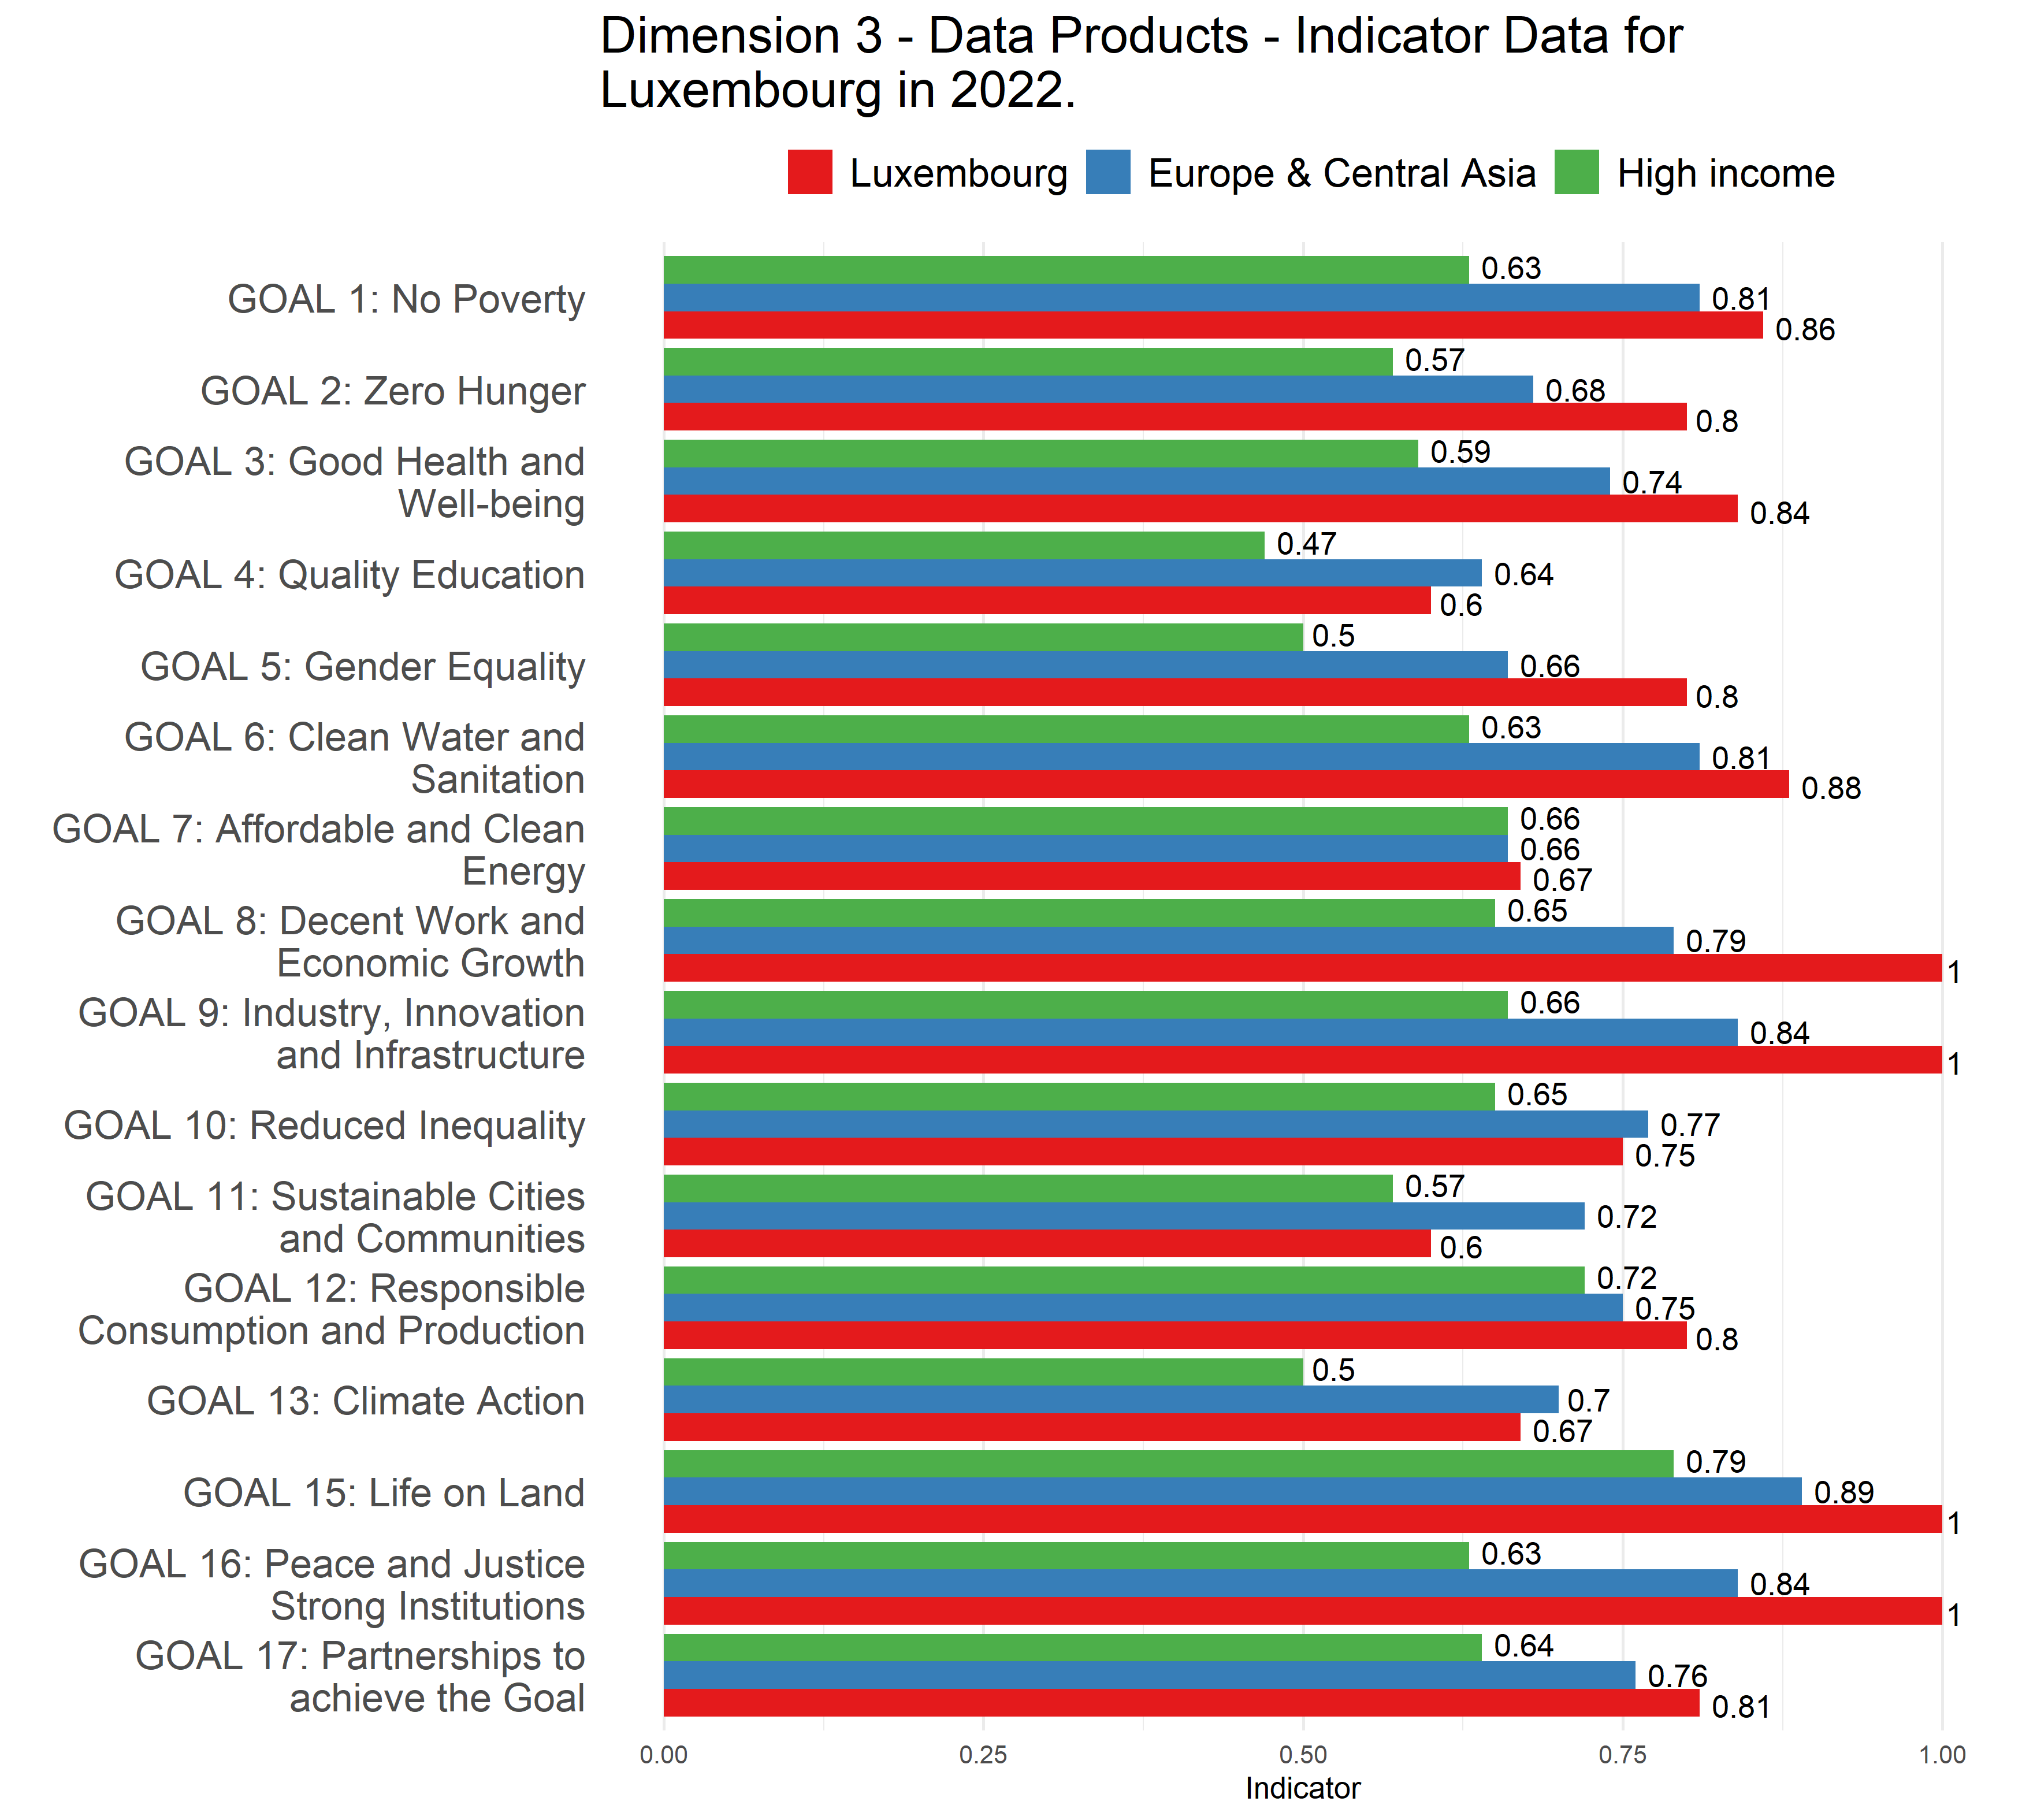 Dimension 3 - Data Products - Indicator Data for
Luxembourg in 2022.
Luxembourg Europe & Central Asia High income
GOAL 1: No Poverty
0.63
0.81
0.86
GOAL 2: Zero Hunger
0.57
0.68
0.8
GOAL 3: Good Health and
Well-being
0.59
0.74
0.84
GOAL 4: Quality Education
0.47
0.64
0.6
GOAL 5: Gender Equality
0.5
0.66
0.8
GOAL 6: Clean Water and
Sanitation
0.63
0.81
0.88
GOAL 7: Affordable and Clean
Energy
0.66
0.66
0.67
GOAL 8: Decent Work and
Economic Growth
0.65
0.79
1
GOAL 9: Industry, Innovation
and Infrastructure
0.66
0.84
1
GOAL 10: Reduced Inequality
0.65
0.77
0.75
GOAL 11: Sustainable Cities
and Communities
0.57
0.72
0.6
GOAL 12: Responsible
Consumption and Production
0.72
0.75
0.8
GOAL 13: Climate Action
0.5
0.7
0.67
GOAL 15: Life on Land
0.79
0.89
1
GOAL 16: Peace and Justice
Strong Institutions
0.63
0.84
1
GOAL 17: Partnerships to
achieve the Goal
0.64
0.76
0.81
0.00 0.25 0.50 0.75 1.00
Indicator